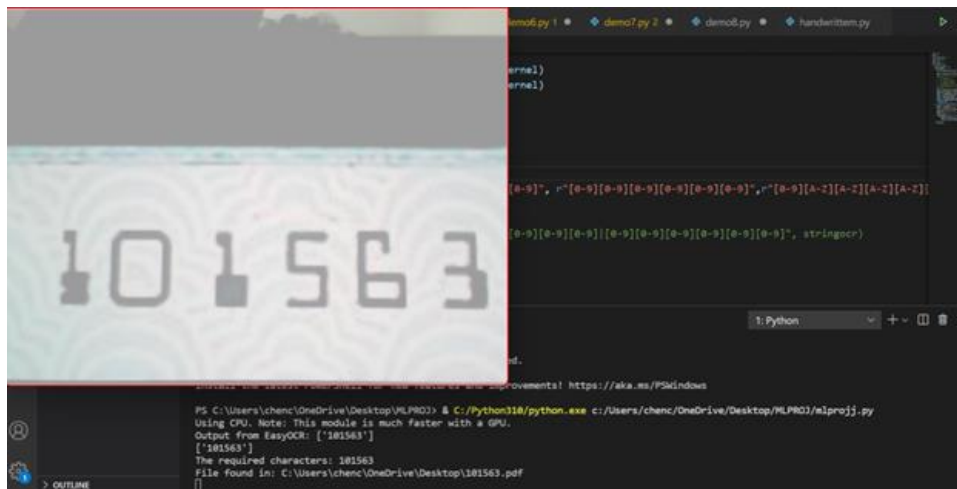 demo6.py 1 demo7.py 2 demo8.py handwrittem.py
ernel)
ernel)
[0-9]", r"[0-9][0-9][0-9][0-9][0-9][0-9]",r"[0-9][A-Z][A-Z][A-Z][A-Z][
[0-9][0-9][0-9]|[0-9][0-9][0-9][0-9][0-9][0-9]", stringocr)
101563
1: Python
ed.
Install the latest PowerShell for new features and improvements! https://aka.ms/PSWindows
PS C:\Users\chenc\OneDrive\Desktop\MLPROJ> & C:/Python310/python.exe c:/Users/chenc/OneDrive/Desktop/MLPROJ/mlprojj.py
Using CPU. Note: This module is much faster with a GPU.
Output from EasyOCR: ['101563']
['101563']
The required characters: 101563
File found in: C:\Users\chenc\OneDrive\Desktop\101563.pdf
> OUTLINE